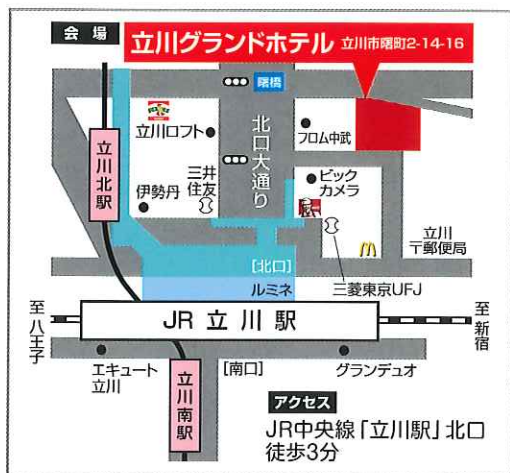 会場
立川グランドホテル 立川市曙町2-14-16
曙橋
立川ロフト
北口大通り
フロム中武
立川北駅
三井
住友
伊勢丹
ビック
カメラ
立川
〒郵便局
[北口]
ルミネ
三菱東京UFJ
至八王子
JR 立川駅
至新宿
エキュート
立川
[南口]
グランデュオ
立川南駅
アクセス
JR中央線「立川駅」北口
徒歩3分